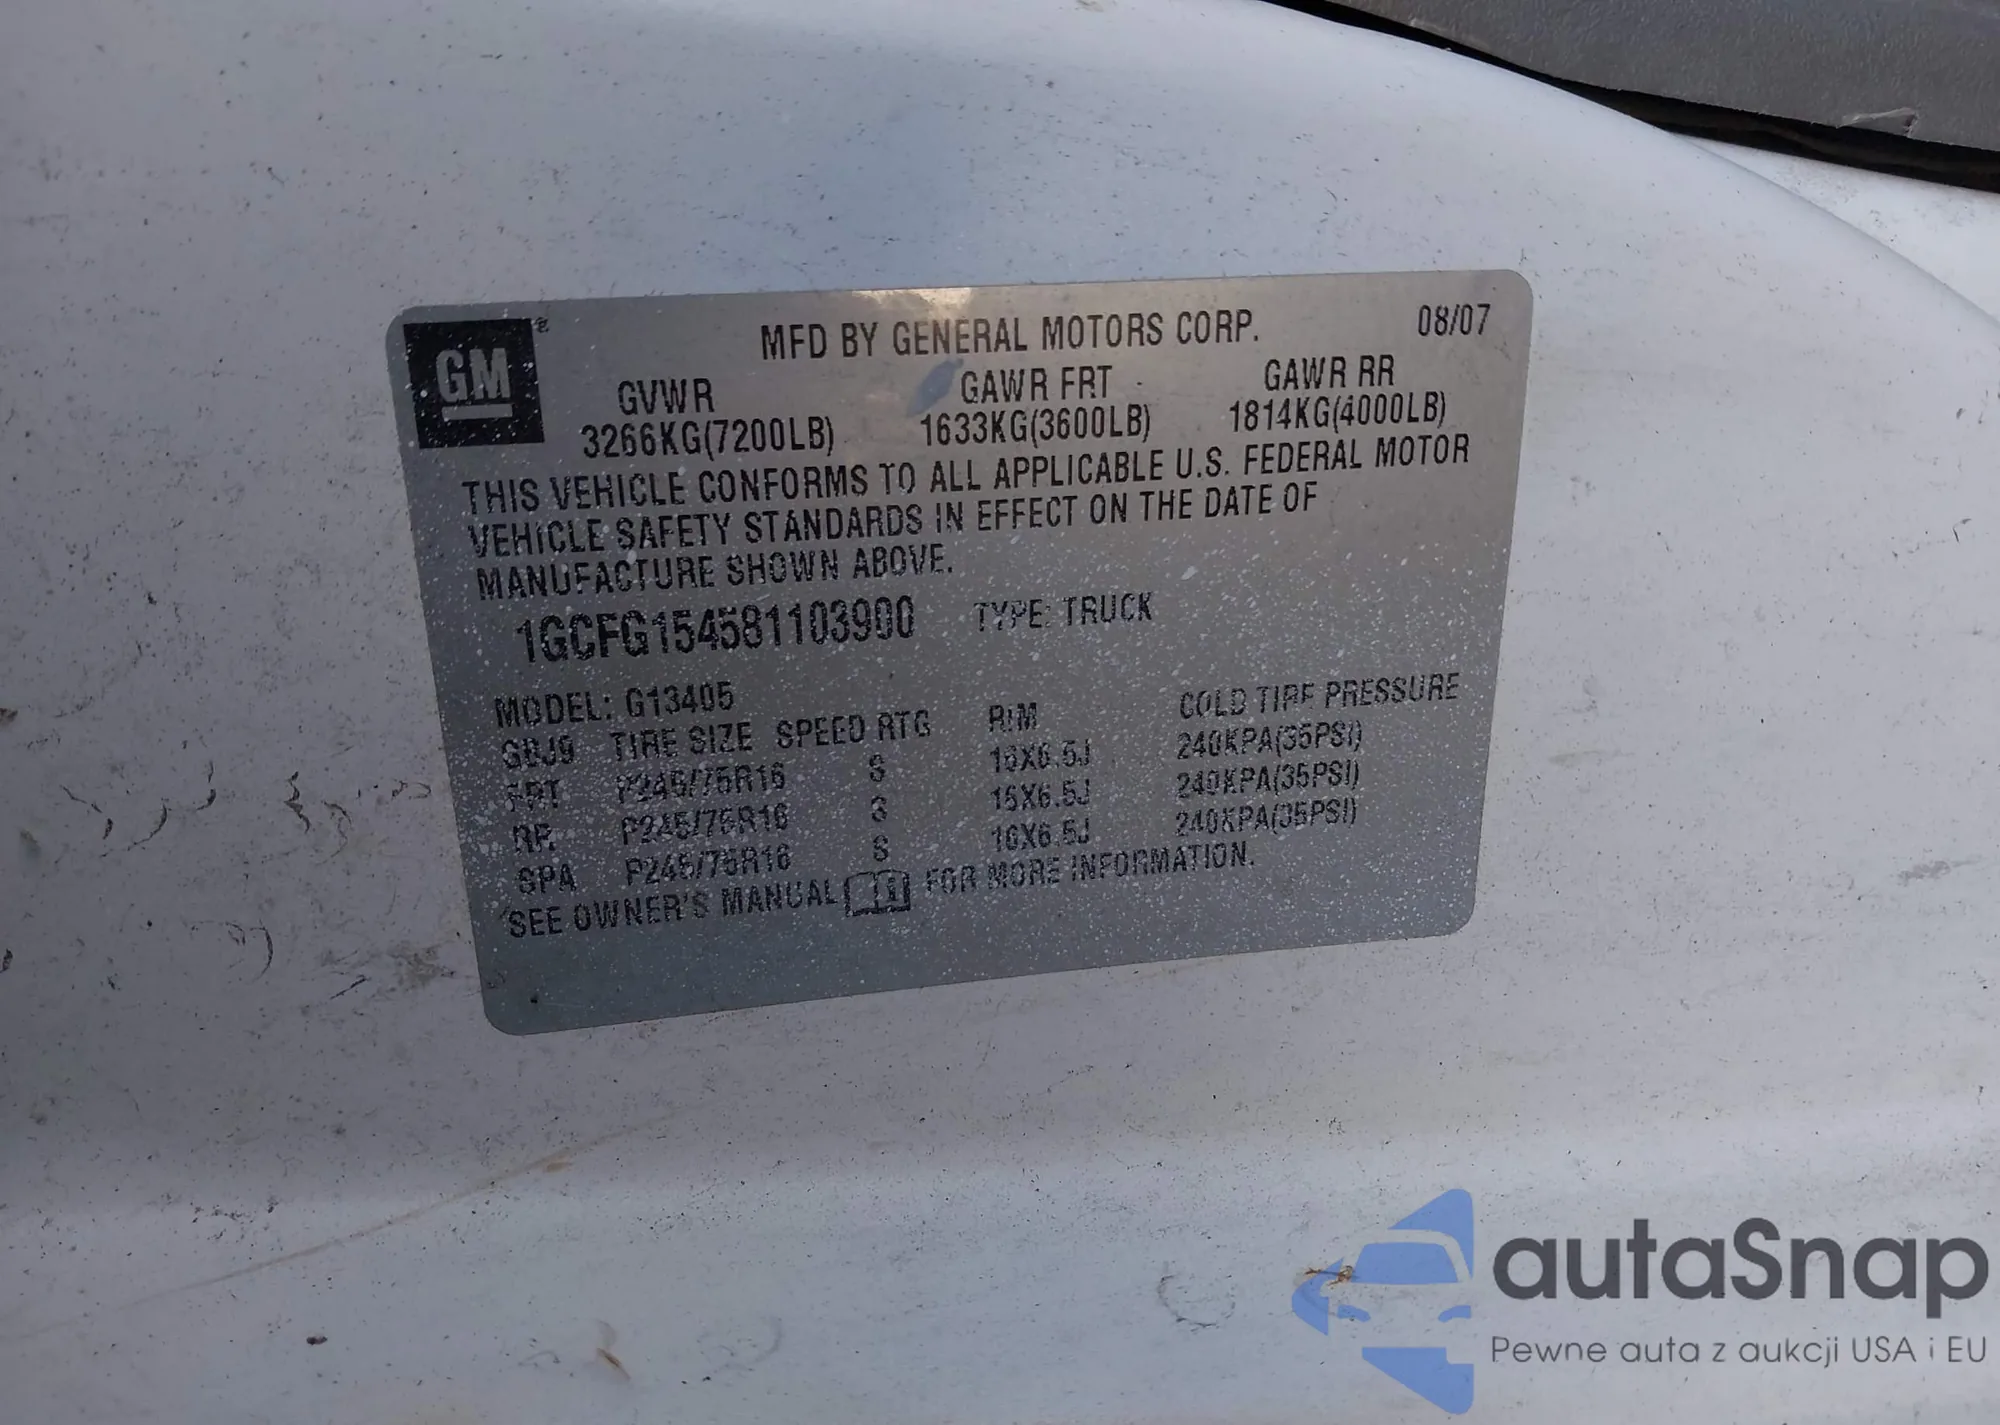 GM®
MFD BY GENERAL MOTORS CORP. 08/07
GVWR GAWR FRT GAWR RR
3266KG(7200LB) 1633KG(3600LB) 1814KG(4000LB)
THIS VEHICLE CONFORMS TO ALL APPLICABLE U.S. FEDERAL MOTOR
VEHICLE SAFETY STANDARDS IN EFFECT ON THE DATE OF
MANUFACTURE SHOWN ABOVE.
1GCFG154581103900 TYPE: TRUCK
MODEL: G13405
TIRE SIZE SPEED RTG RIM COLD TIRE PRESSURE
FRT P245/75R16 S 16X6.5J 240KPA(35PSI)
RR P245/75R16 S 16X6.5J 240KPA(35PSI)
SPA P245/75R16 S 16X6.5J 240KPA(35PSI)
SEE OWNER'S MANUAL FOR MORE INFORMATION.
autaSnap
Pewne auta z aukcji USA i EU